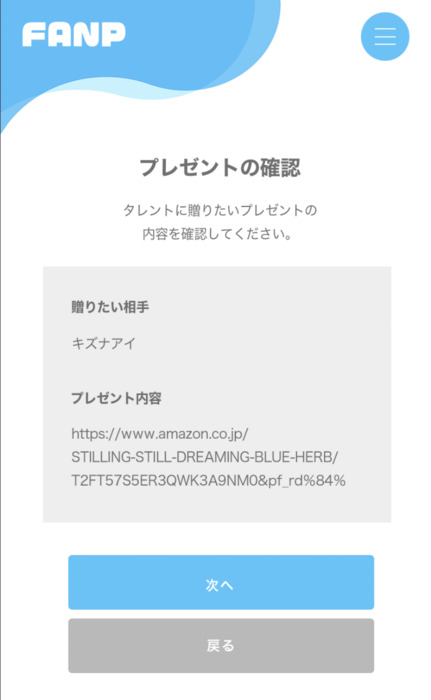 FANP
プレゼントの確認
タレントに贈りたいプレゼントの
内容を確認してください。
贈りたい相手
キズナアイ
プレゼント内容
https://www.amazon.co.jp/
STILLING-STILL-DREAMING-BLUE-HERB/
T2FT57S5ER3QWK3A9NM0&pf_rd%84%
次へ
戻る